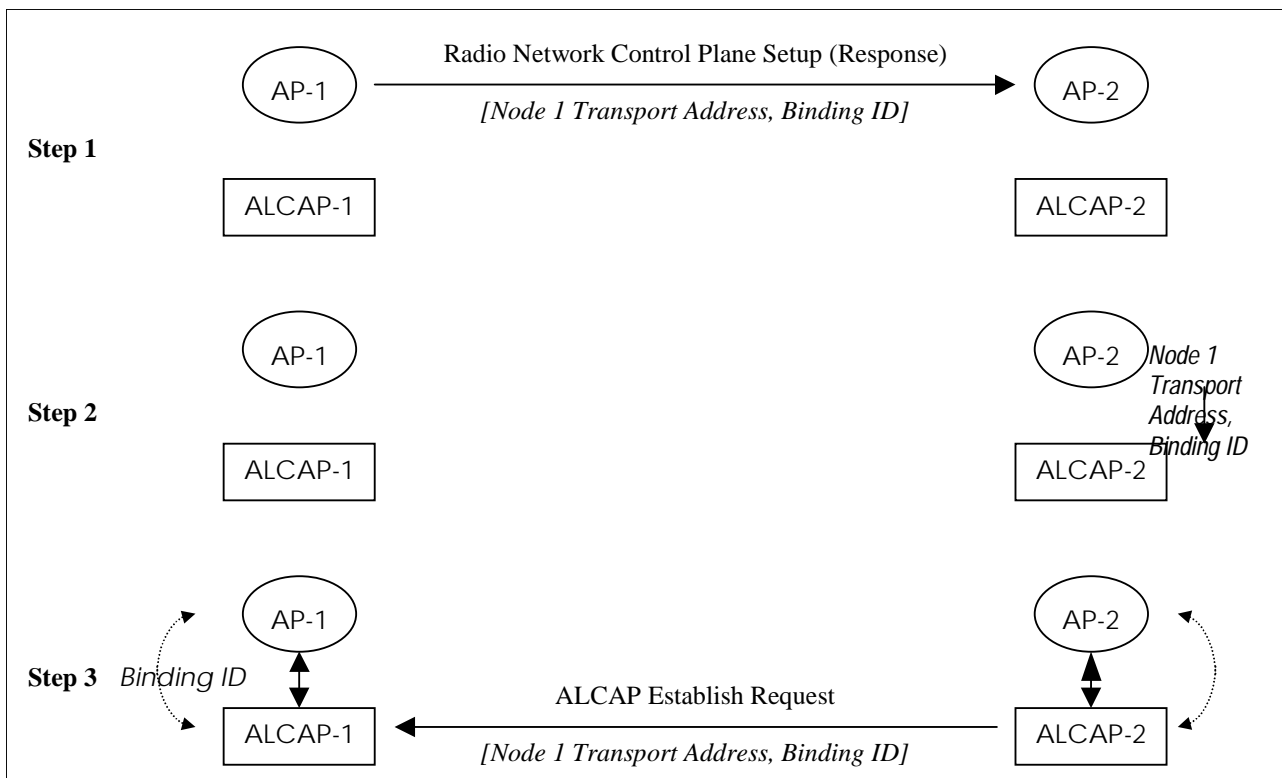 Radio Network Control Plane Setup (Response)
AP-1
AP-2
[Node 1 Transport Address, Binding ID]
Step 1
ALCAP-1
ALCAP-2
AP-1
AP-2
Node 1
Transport
Address,
Binding ID
Step 2
ALCAP-1
ALCAP-2
AP-1
AP-2
Step 3
Binding ID
ALCAP Establish Request
ALCAP-1
ALCAP-2
[Node 1 Transport Address, Binding ID]